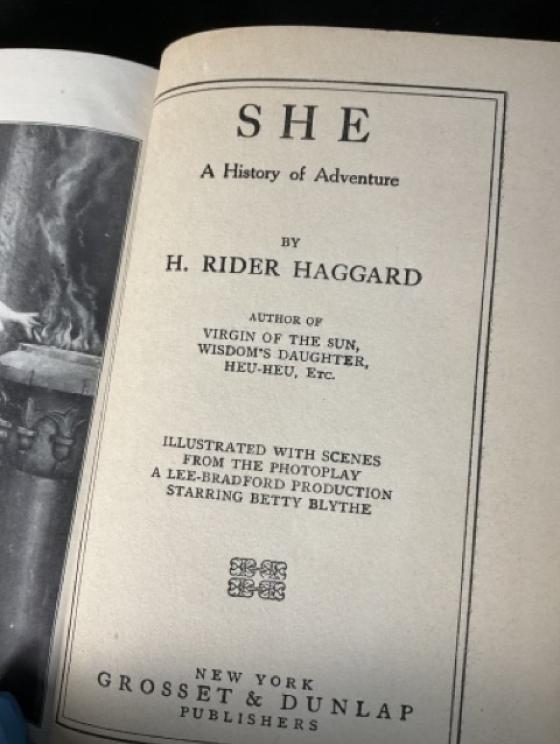 SHE
A History of Adventure
BY
H. RIDER HAGGARD
AUTHOR OF
VIRGIN OF THE SUN,
WISDOM'S DAUGHTER,
HEU-HEU, ETC.
ILLUSTRATED WITH SCENES
FROM THE PHOTOPLAY
A LEE-BRADFORD PRODUCTION
STARRING BETTY BLYTHE
NEW YORK
GROSSET & DUNLAP
PUBLISHERS